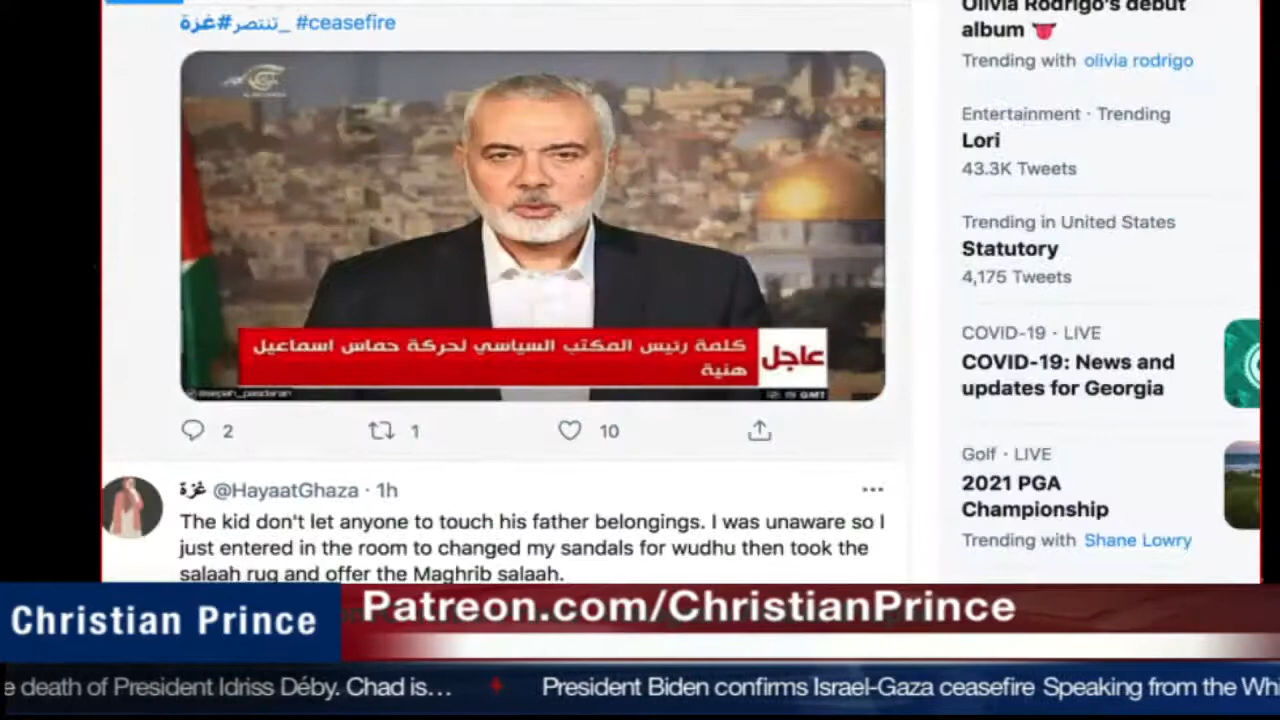 #غزة_تنتصر #ceasefire
عاجل
كلمة رئيس المكتب السياسي لحركة حماس اسماعيل
هنية
GMT
2
1
10
غزة @HayaatGhaza · 1h
The kid don't let anyone to touch his father belongings. I was unaware so I
just entered in the room to changed my sandals for wudhu then took the
salaah rug and offer the Maghrib salaah.
Olivia Rodrigo's debut
album
Trending with olivia rodrigo
Entertainment · Trending
Lori
43.3K Tweets
Trending in United States
Statutory
4,175 Tweets
COVID-19 · LIVE
COVID-19: News and
updates for Georgia
Golf · LIVE
2021 PGA
Championship
Trending with Shane Lowry
Christian Prince
Patreon.com/ChristianPrince
e death of President Idriss Déby. Chad is... President Biden confirms Israel-Gaza ceasefire Speaking from the Whi